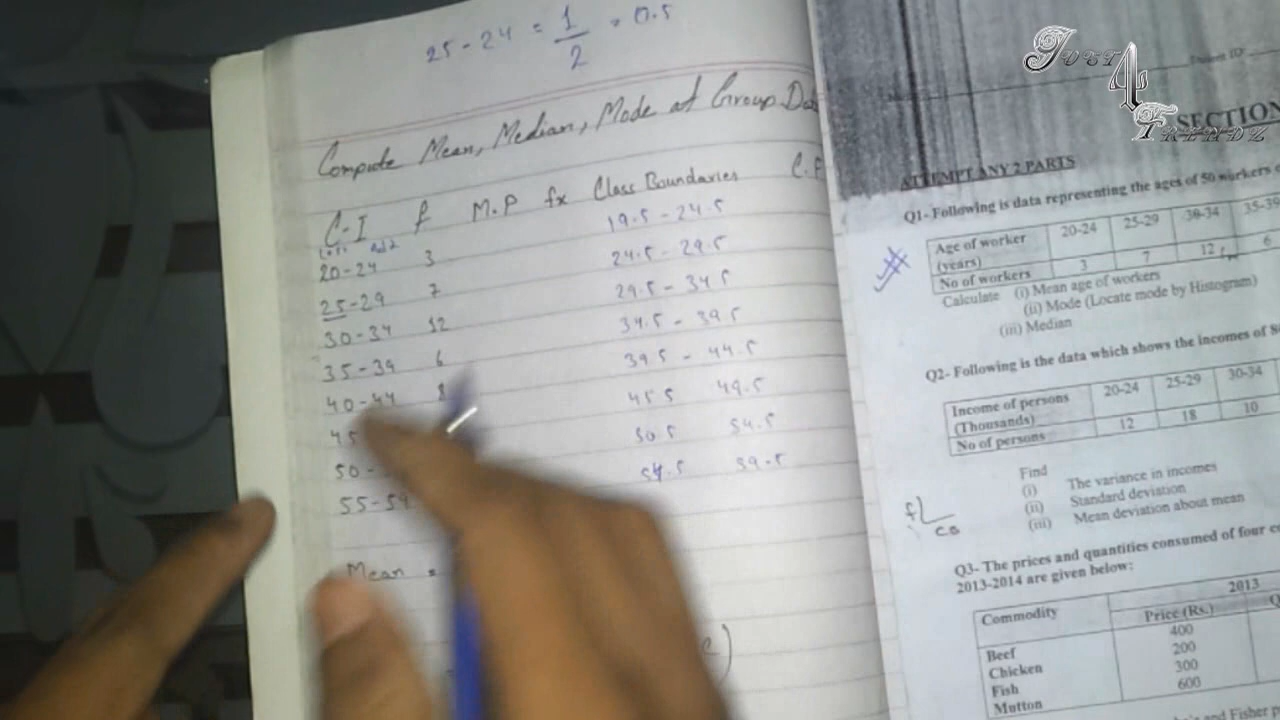 25-24 = 1/2 = 0.5
Compute Mean, Median, Mode at Group
C.I f M.P fx Class Boundaries
20-24 3 19.5-24.5
25-29 7 24.5-29.5
30-34 12 29.5-34.5
35-39 6 34.5-39.5
40-44 8 39.5-44.5
45 45.5 49.5
50- 50.5 54.5
55-59 54.5 59.5
Mean =
Just
4
Trendz
SECTION
ATTEMPT ANY 2 PARTS
Q1- Following is data representing the ages of 50 workers
Age of worker (years) 20-24 25-29 30-34 35-39
No of workers 3 7 12 6
Calculate (i) Mean age of workers
(ii) Mode (Locate mode by Histogram)
(iii) Median
Q2- Following is the data which shows the incomes of
Income of persons (Thousands) 20-24 25-29 30-34
No of persons 12 18 10
Find
(i) The variance in incomes
(ii) Standard deviation
(iii) Mean deviation about mean
Q3- The prices and quantities consumed of four
2013-2014 are given below:
Commodity 2013
Price (Rs.)
Beef 400
Chicken 200
Fish 300
Mutton 600